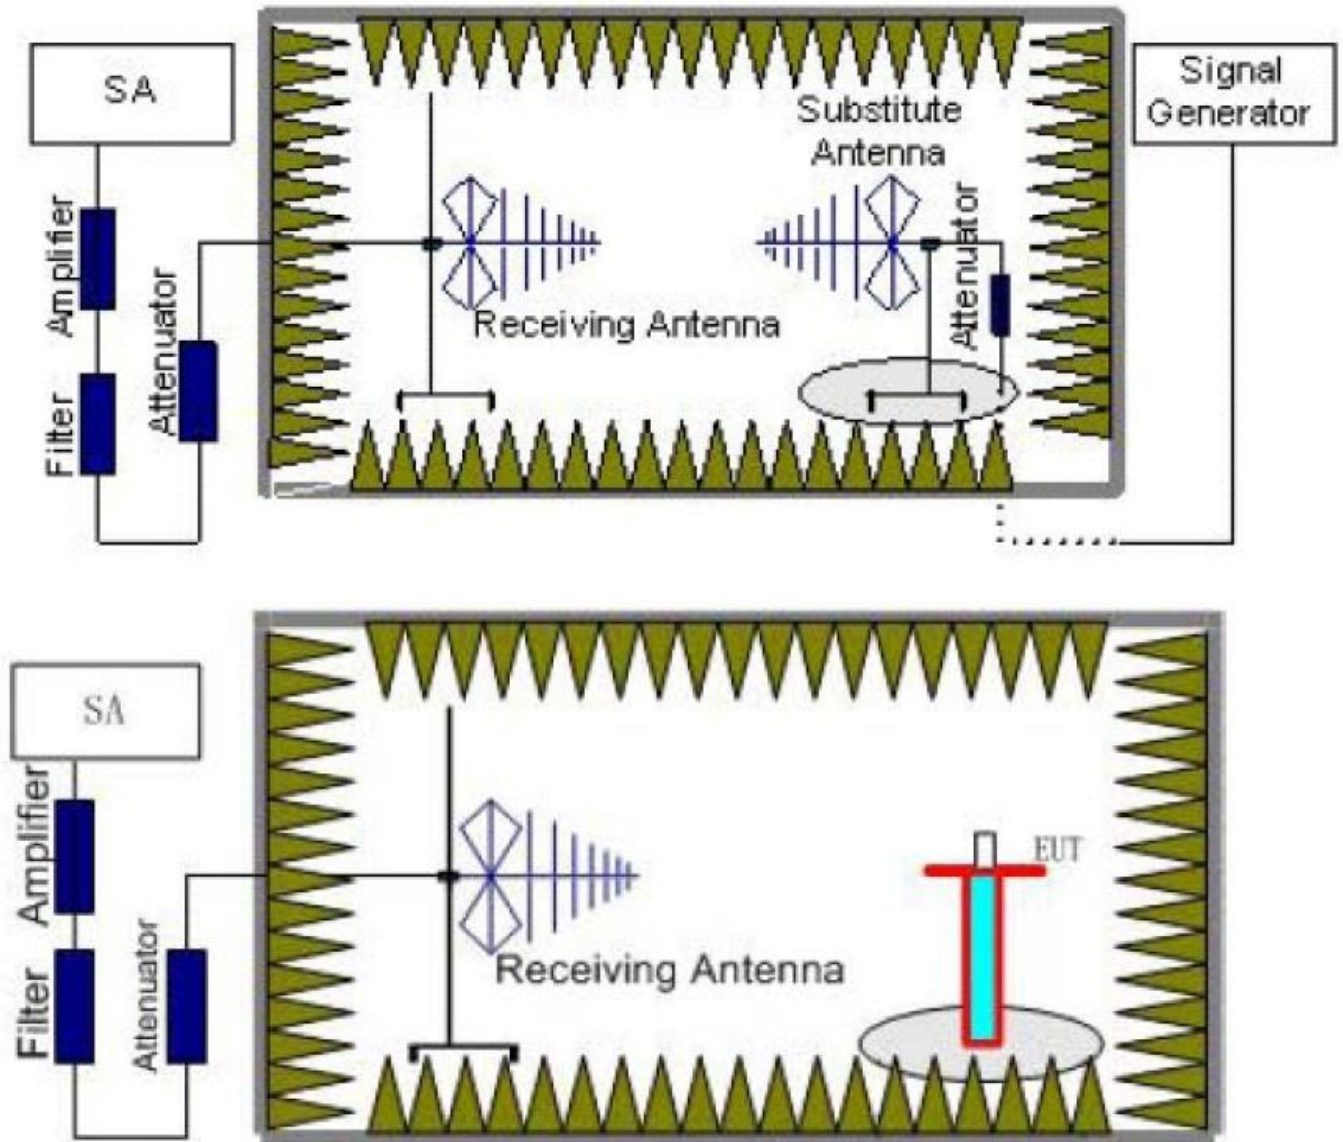 SA
Signal
Generator
Substitute
Antenna
Amplifier
Attenuator
Attenuator
Receiving Antenna
Filter
SA
Amplifier
EUT
Attenuator
Receiving Antenna
Filter